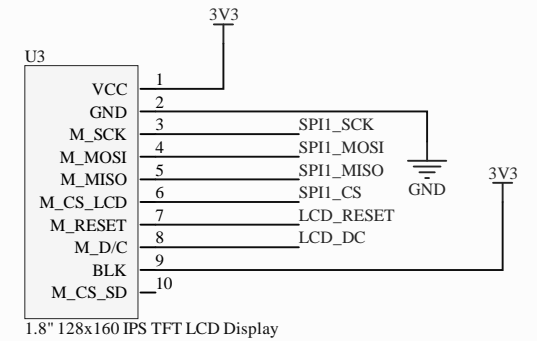 3V3
U3
VCC 1
GND 2
M_SCK 3 SPI1_SCK
M_MOSI 4 SPI1_MOSI
M_MISO 5 SPI1_MISO
3V3
M_CS_LCD 6 SPI1_CS
GND
M_RESET 7 LCD_RESET
M_D/C 8 LCD_DC
BLK 9
M_CS_SD 10
1.8" 128x160 IPS TFT LCD Display